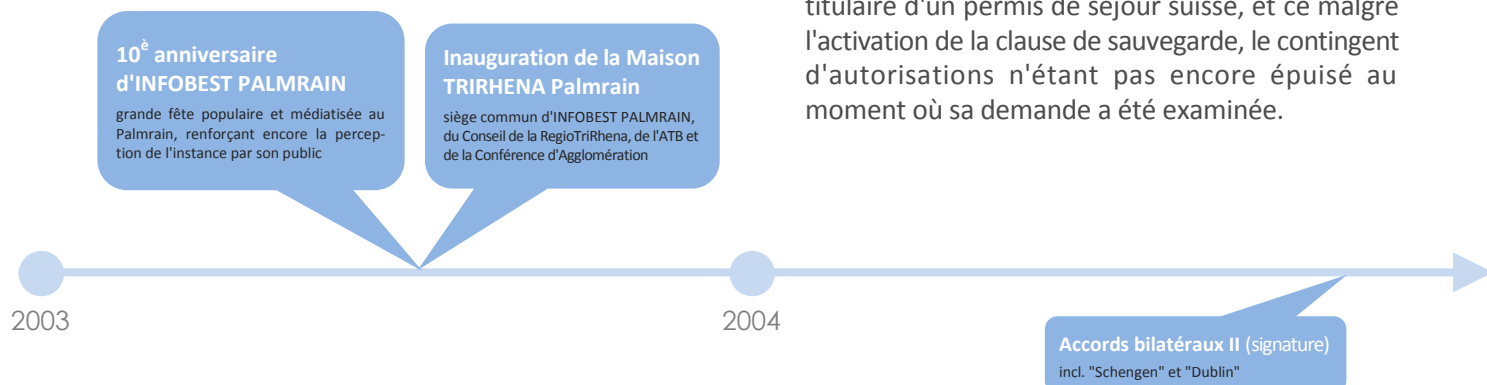 titulaire d'un permis de séjour suisse, et ce malgré
l'activation de la clause de sauvegarde, le contingent
d'autorisations n'étant pas encore épuisé au
moment où sa demande a été examinée.
10è anniversaire
d'INFOBEST PALMRAIN
grande fête populaire et médiatisée au
Palmrain, renforçant encore la percep-
tion de l'instance par son public
Inauguration de la Maison
TRIRHENA Palmrain
siège commun d'INFOBEST PALMRAIN,
du Conseil de la RegioTriRhena, de l'ATB et
de la Conférence d'Agglomération
2003
2004
Accords bilatéraux II (signature)
incl. "Schengen" et "Dublin"